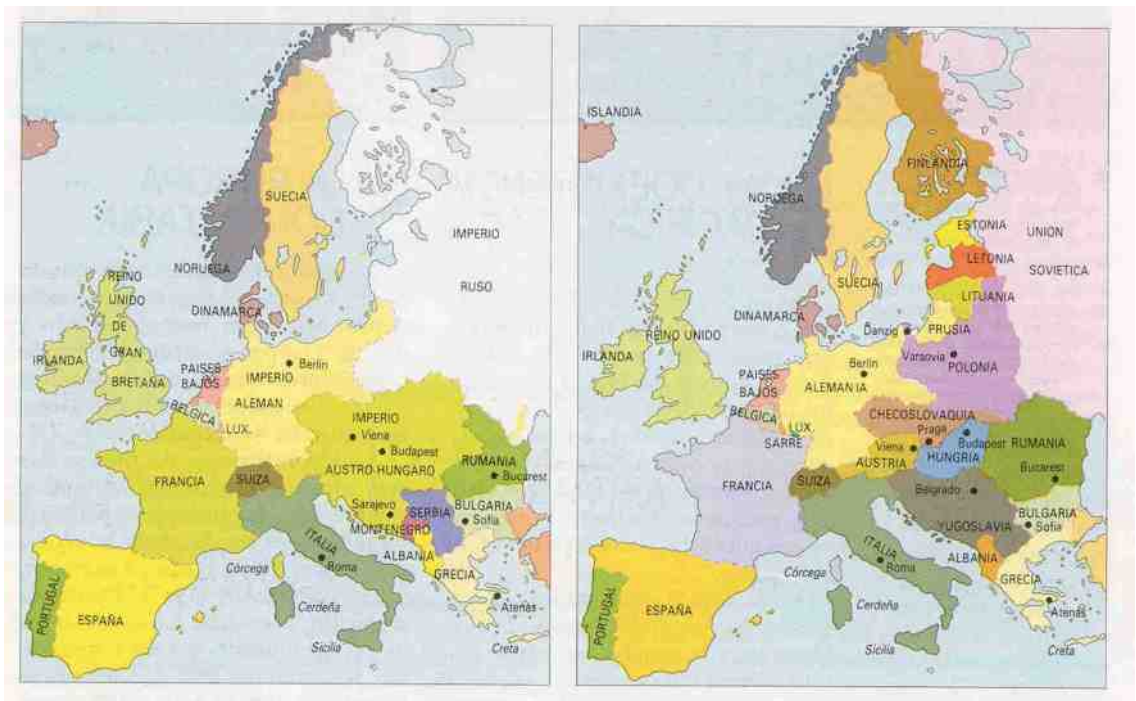 SUECIA
IMPERIO
RUSO
NORUEGA
DINAMARCA
REINO
UNIDO
DE
GRAN
BRETAÑA
IRLANDA
PAISES
BAJOS
BELGICA
LUX.
Berlín
IMPERIO
ALEMAN
IMPERIO
Viena
Budapest
AUSTRO-HUNGARO
RUMANIA
Bucarest
FRANCIA
SUIZA
Sarajevo
SERBIA
BULGARIA
Sofia
MONTENEGRO
ITALIA
ALBANIA
Roma
GRECIA
Córcega
Cerdeña
Atenas
PORTUGAL
ESPAÑA
Sicilia
Creta
ISLANDIA
FINLANDIA
NORUEGA
ESTONIA
UNION
SOVIETICA
LETONIA
SUECIA
LITUANIA
DINAMARCA
Danzig
PRUSIA
REINO UNIDO
IRLANDA
Varsovia
POLONIA
PAISES
BAJOS
Berlín
ALEMANIA
BELGICA
LUX.
SARRE
CHECOSLOVAQUIA
Praga
Viena
Budapest
AUSTRIA
HUNGRIA
RUMANIA
Bucarest
FRANCIA
SUIZA
Belgrado
YUGOSLAVIA
BULGARIA
Sofia
ITALIA
ALBANIA
Roma
GRECIA
Córcega
Cerdeña
Atenas
PORTUGAL
ESPAÑA
Sicilia
Creta